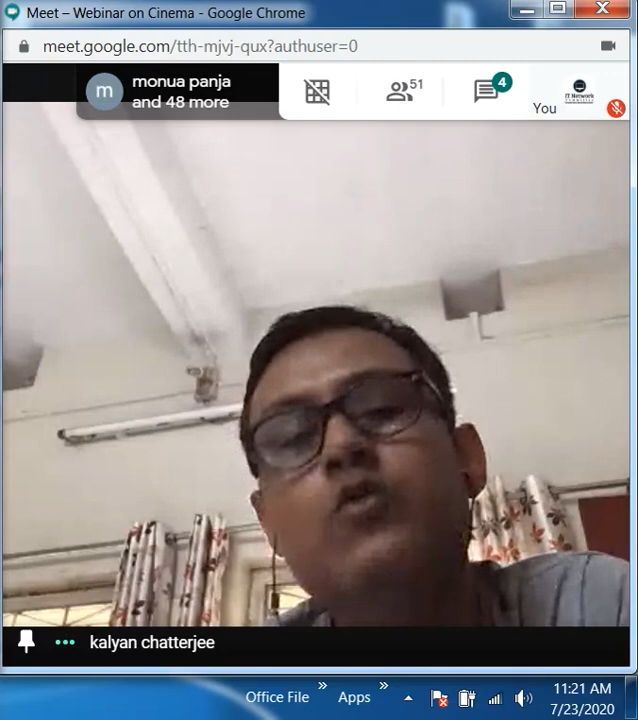 Meet – Webinar on Cinema - Google Chrome
meet.google.com/tth-mjvj-qux?authuser=0
monua panja
and 48 more
m
51
4
You
kalyan chatterjee
Office File
Apps
11:21 AM
7/23/2020